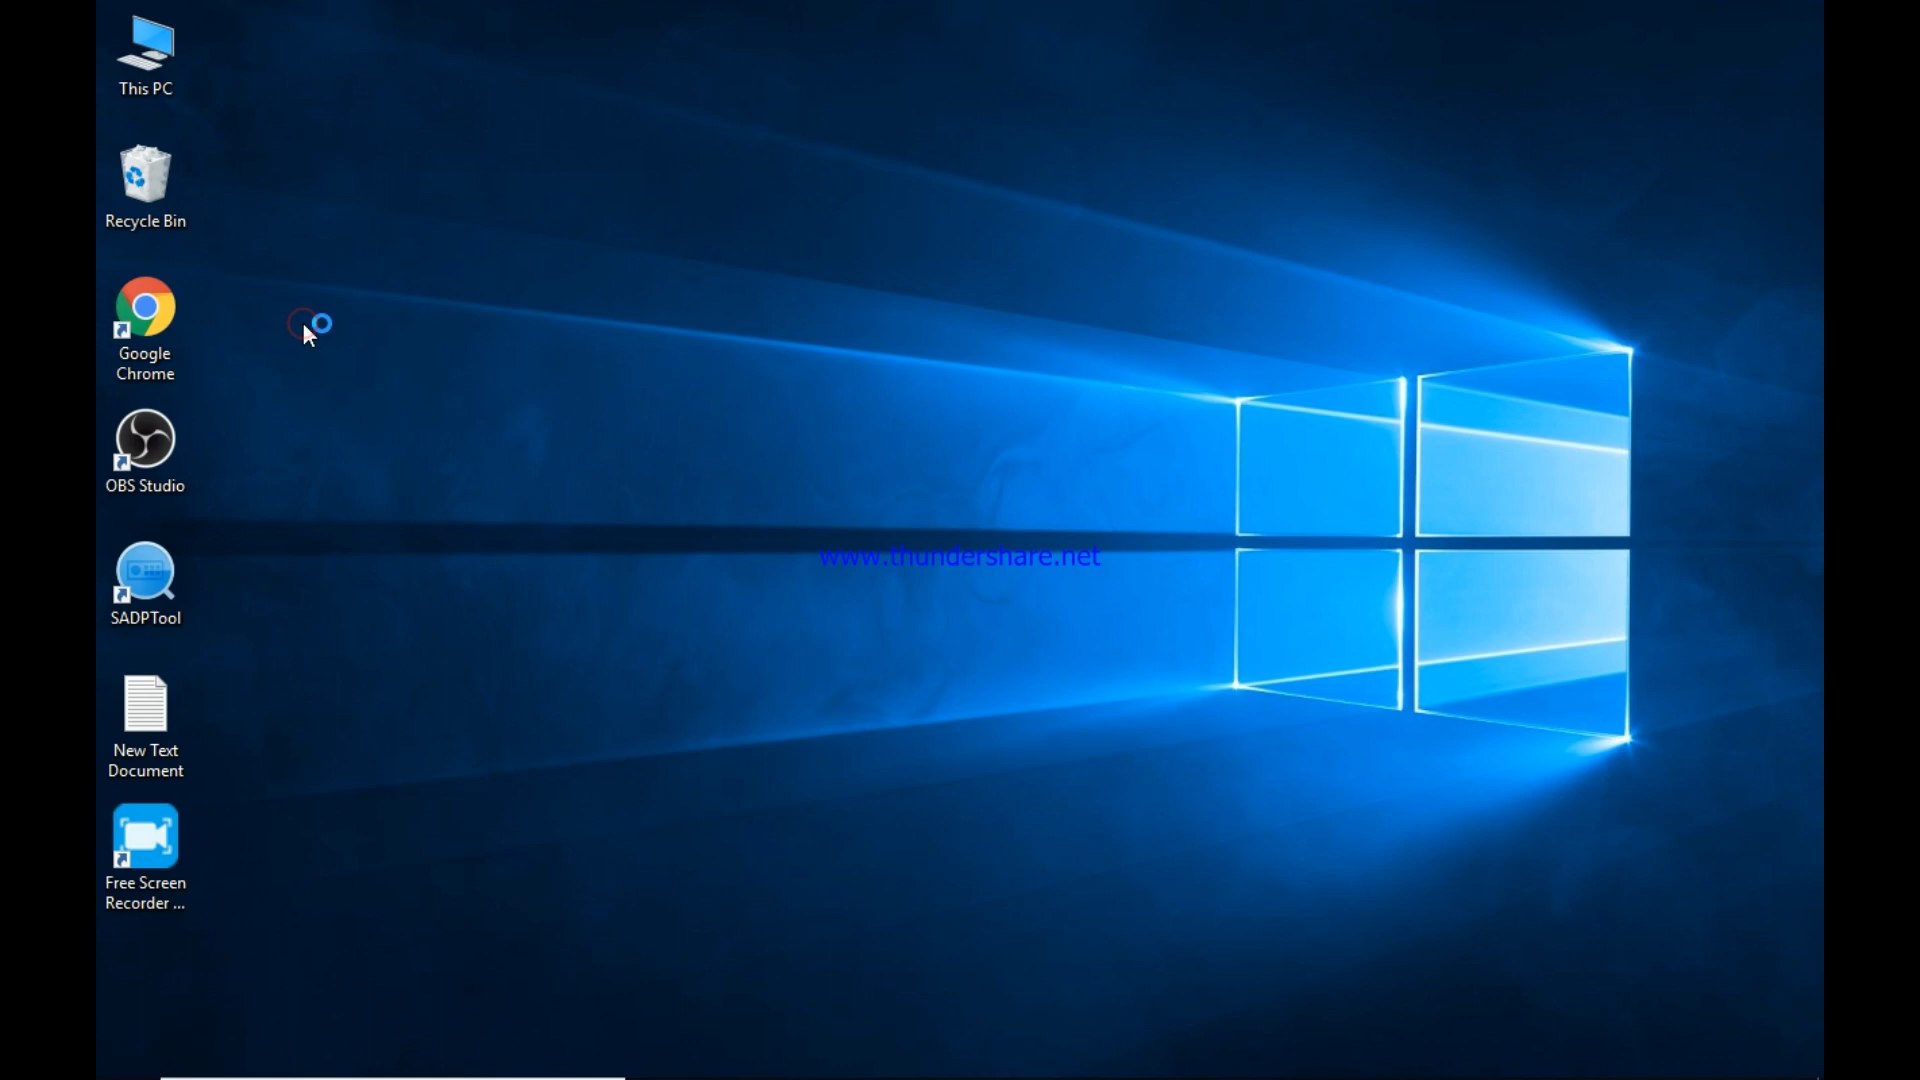 This PC
Recycle Bin
Google
Chrome
OBS Studio
SADPTool
www.thundershare.net
New Text
Document
Free Screen
Recorder ...